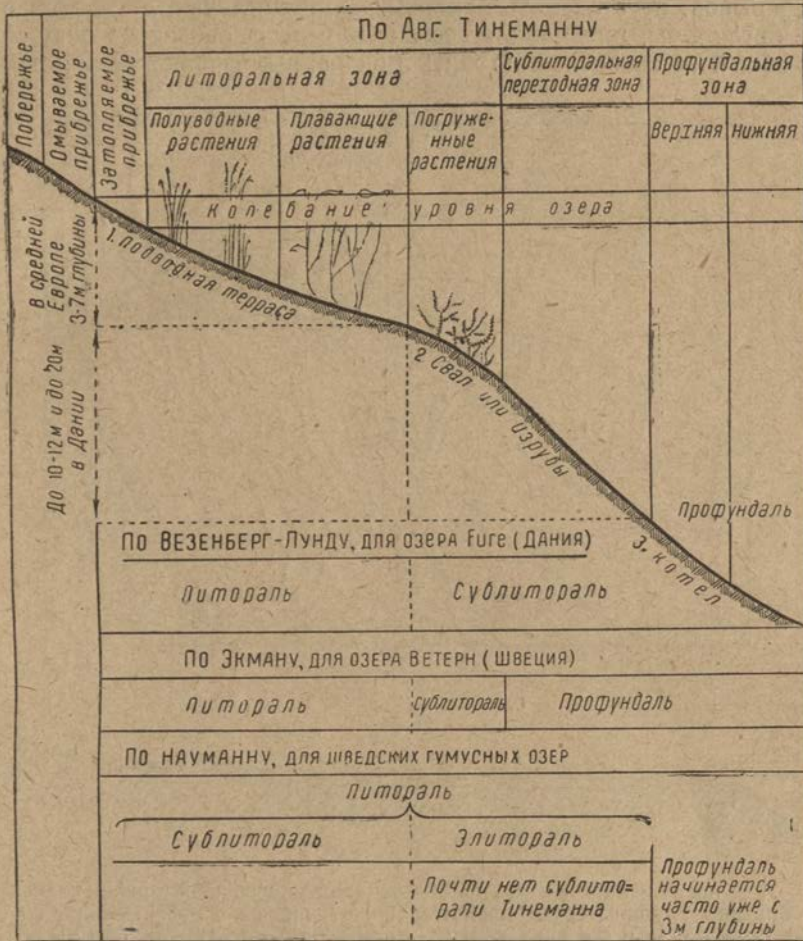 По Авг. Тинеманну
Побережье
Омываемое
прибрежье
Затопляемое
прибрежье
Литоральная зона
Сублиторальная
переходная зона
Профундальная
зона
Полуводные
растения
Плавающие
растения
Погруже-
нные
растения
Верхняя
Нижняя
колебание уровня озера
1. Подводная терраса
2. Свал или изрубы
3. котел
Профундаль
В средней
Европе
3-7м глубины
До 10-12м и до 20м
в Дании
По Везенберг-Лунду, для озера Fure (Дания)
Литораль
Сублитораль
По Экману, для озера Ветерн (Швеция)
Литораль
Сублитораль
Профундаль
По Науманну, для шведских гумусных озер
Литораль
Сублитораль
Элитораль
Почти нет сублито=
рали Тинеманна
Профундаль
начинается
часто уже с
3м глубины